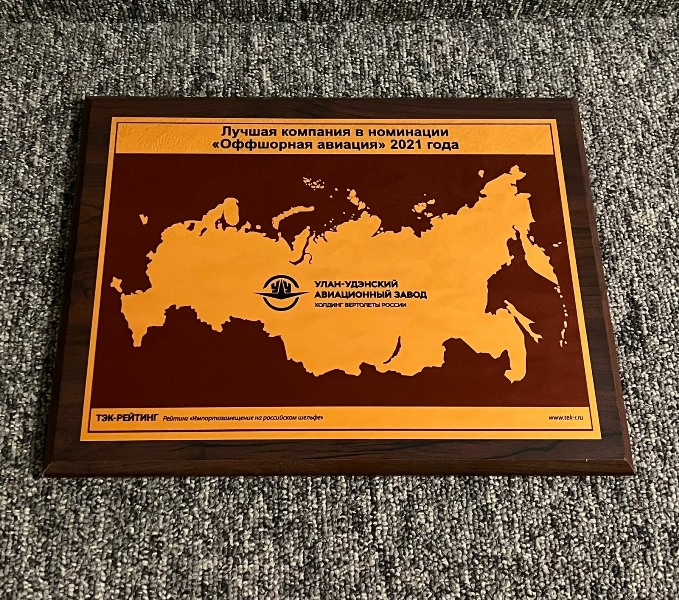 Лучшая компания в номинации
«Оффшорная авиация» 2021 года
УЛАН-УДЭНСКИЙ
АВИАЦИОННЫЙ ЗАВОД
ХОЛДИНГ ВЕРТОЛЕТЫ РОССИИ
ТЭК-РЕЙТИНГ Рейтинг «Импортозамещение на российском шельфе» www.tek-r.ru